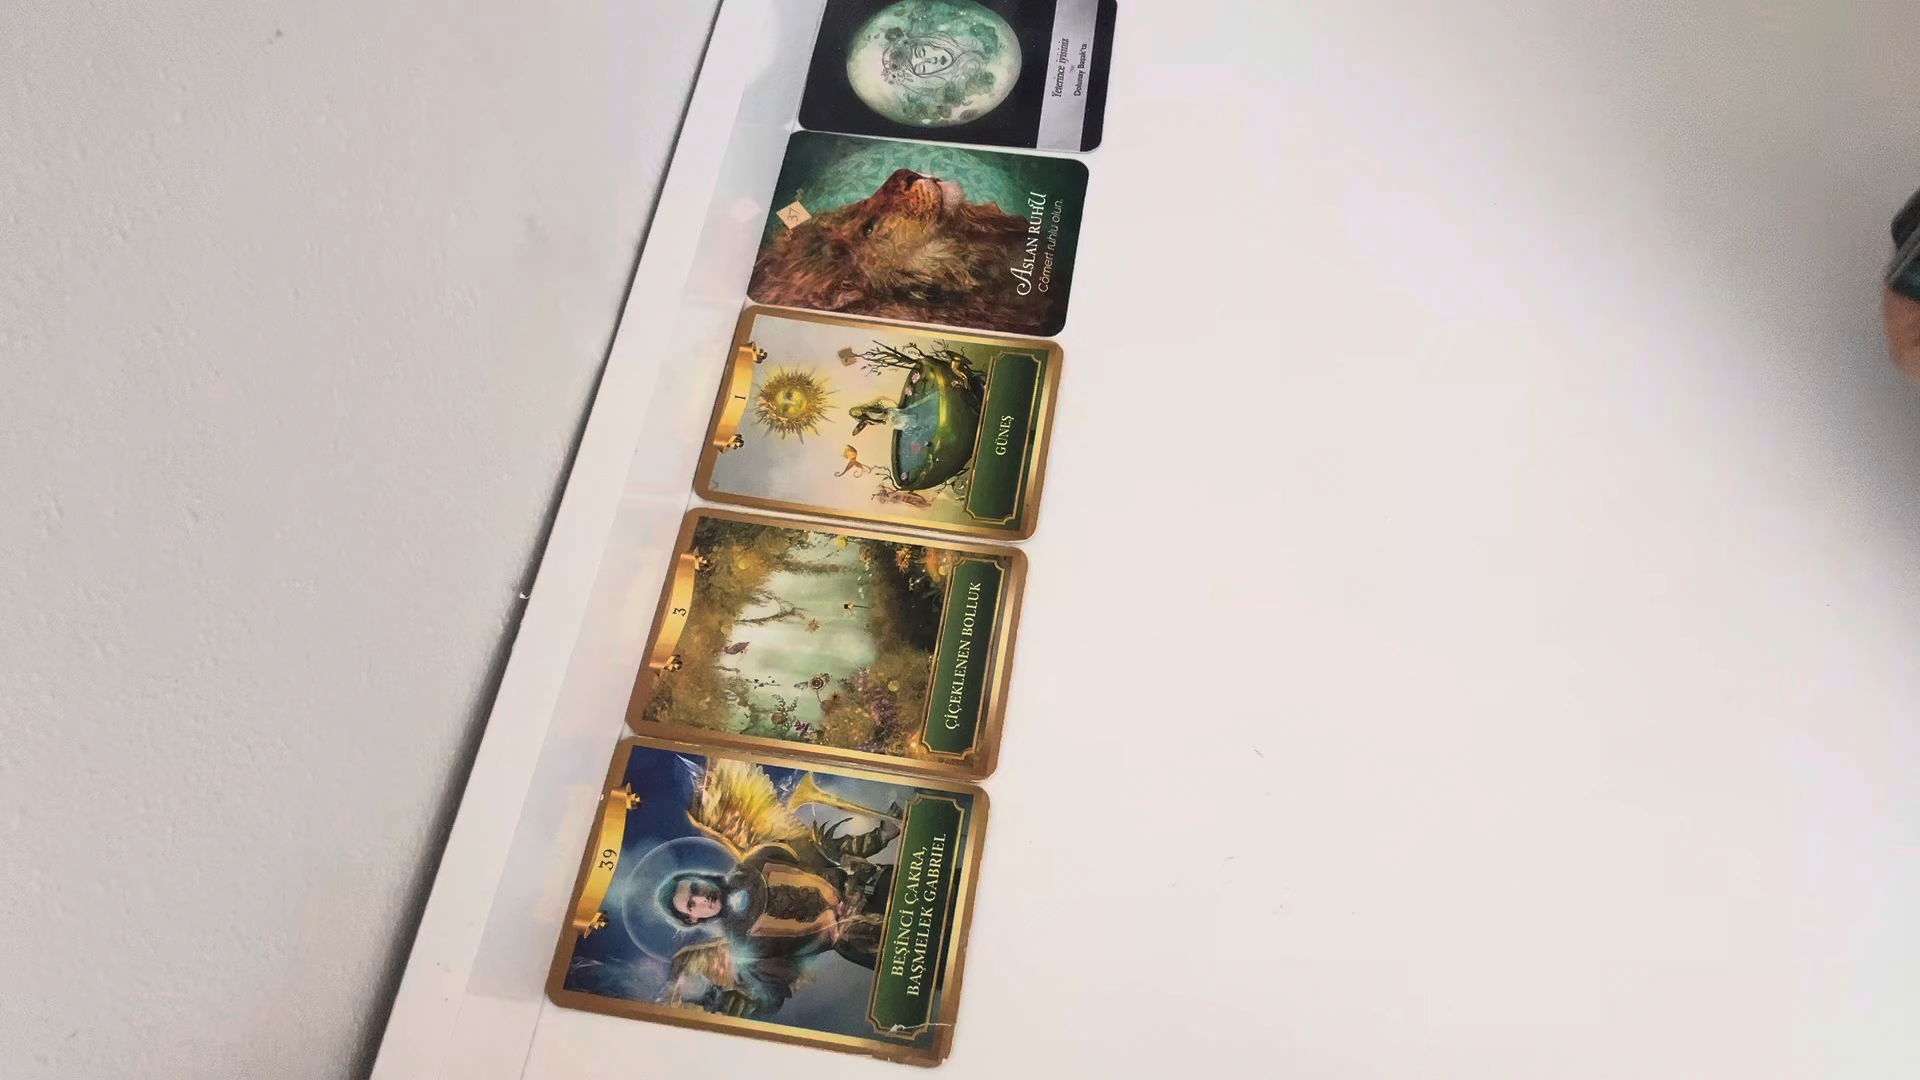 Yeterince iyisiniz
Dolunay Başak'ta
37
ASLAN RUHU
Cömert ruhlu olun.
1
GÜNEŞ
3
ÇİÇEKLENEN BOLLUK
39
BEŞİNCİ ÇAKRA,
BAŞMELEK GABRIEL